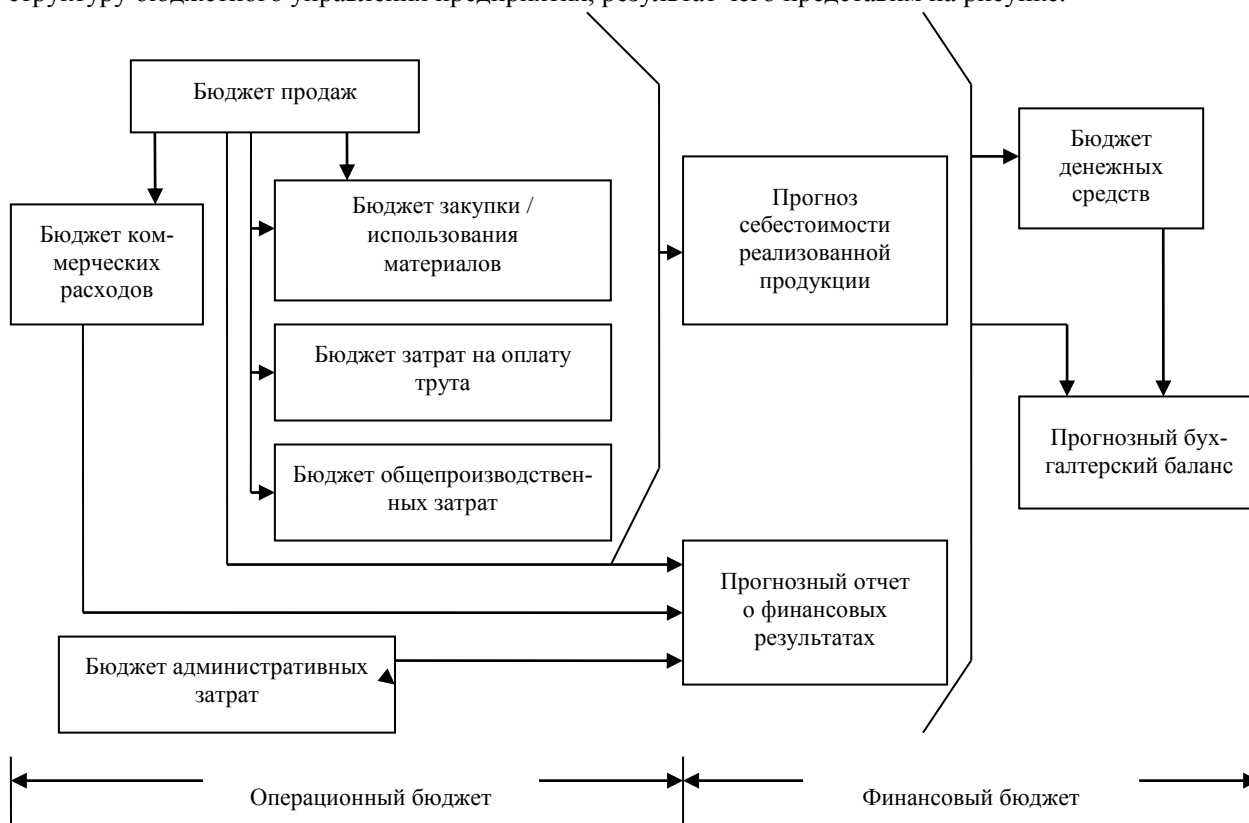 структуру бюджетного управления предприятия, результат чего представим на рисунке.
Бюджет продаж
Бюджет ком-
мерческих
расходов
Бюджет закупки /
использования
материалов
Бюджет затрат на оплату
трута
Бюджет общепроизводствен-
ных затрат
Бюджет административных
затрат
Прогноз
себестоимости
реализованной
продукции
Прогнозный отчет
о финансовых
результатах
Бюджет
денежных
средств
Прогнозный бух-
галтерский баланс
Операционный бюджет
Финансовый бюджет